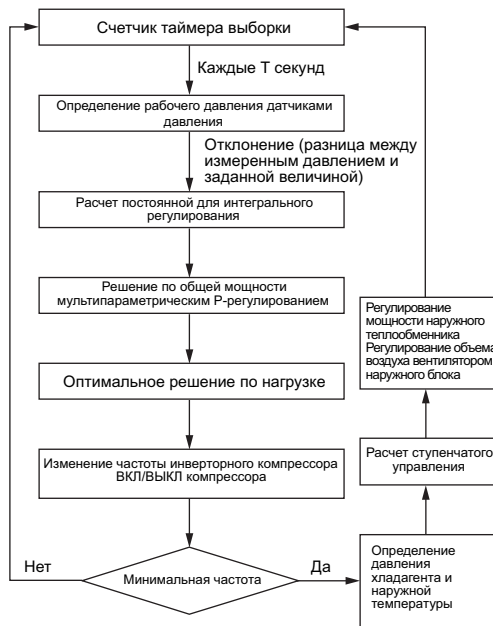 Счетчик таймера выборки
Каждые Т секунд
Определение рабочего давления датчиками
давления
Отклонение (разница между
измеренным давлением и
заданной величиной)
Расчет постоянной для интегрального
регулирования
Решение по общей мощности
мультипараметрическим Р-регулированием
Оптимальное решение по нагрузке
Изменение частоты инверторного компрессора
ВКЛ/ВЫКЛ компрессора
Нет
Минимальная частота
Да
Определение
давления
хладагента и
наружной
температуры
Расчет ступенчатого
управления
Регулирование
мощности наружного
теплообменника
Регулирование объема
воздуха вентилятором
наружного блока